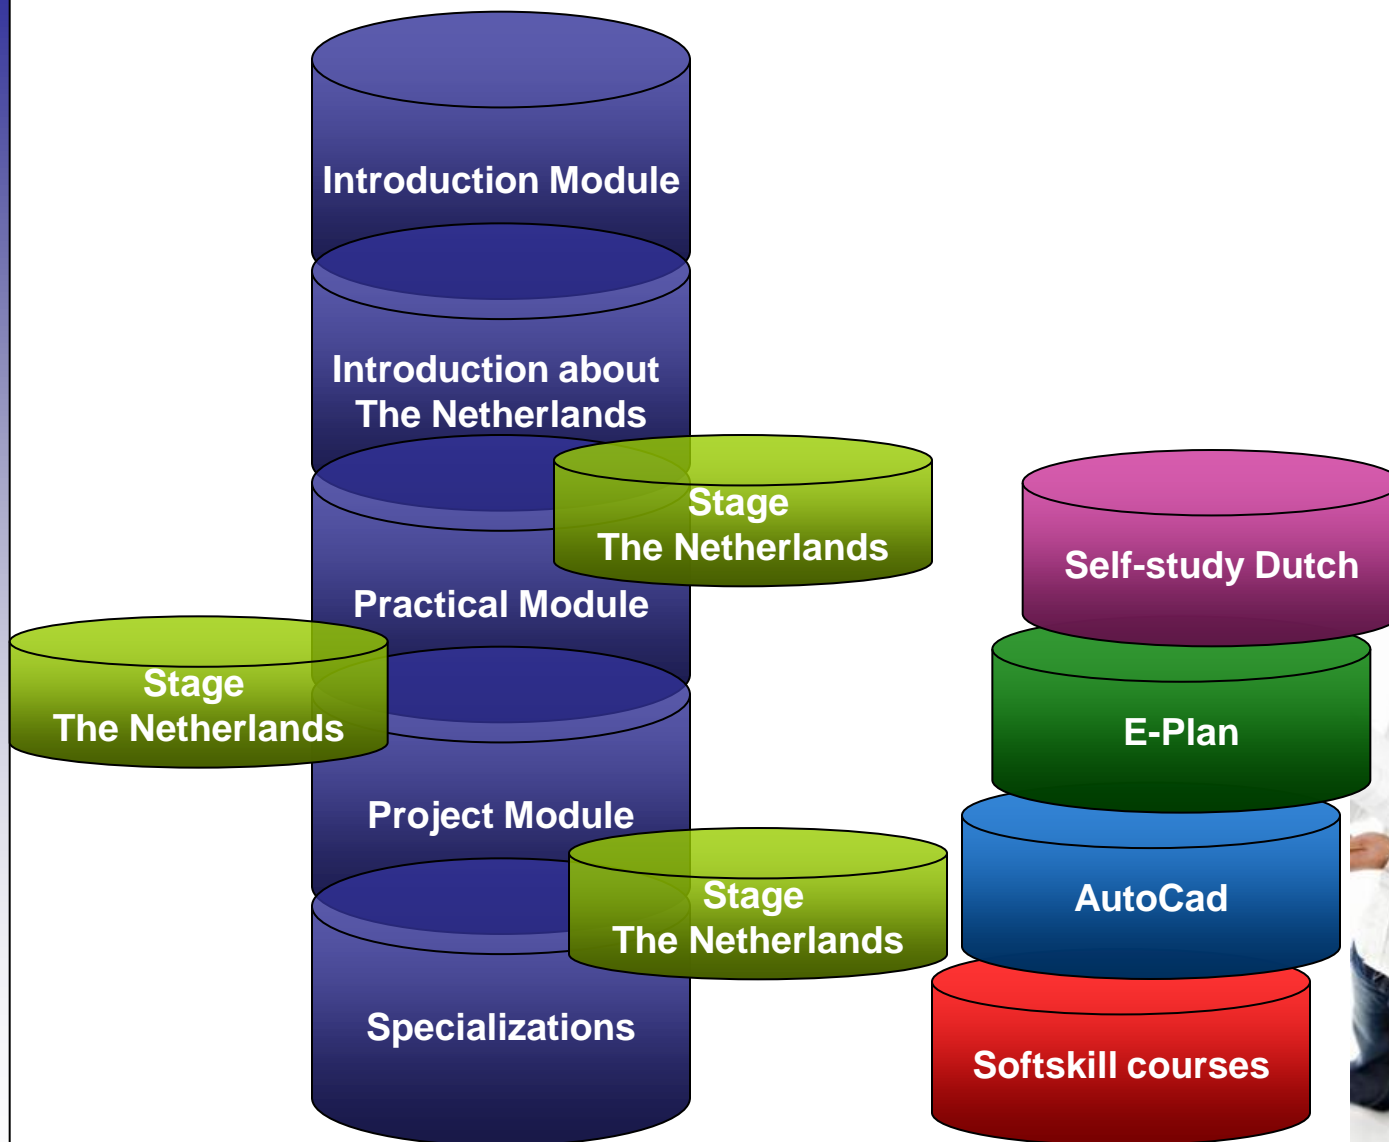 Introduction Module
Introduction about
The Netherlands
Stage
The Netherlands
Practical Module
Stage
The Netherlands
Project Module
Stage
The Netherlands
Specializations
Self-study Dutch
E-Plan
AutoCad
Softskill courses